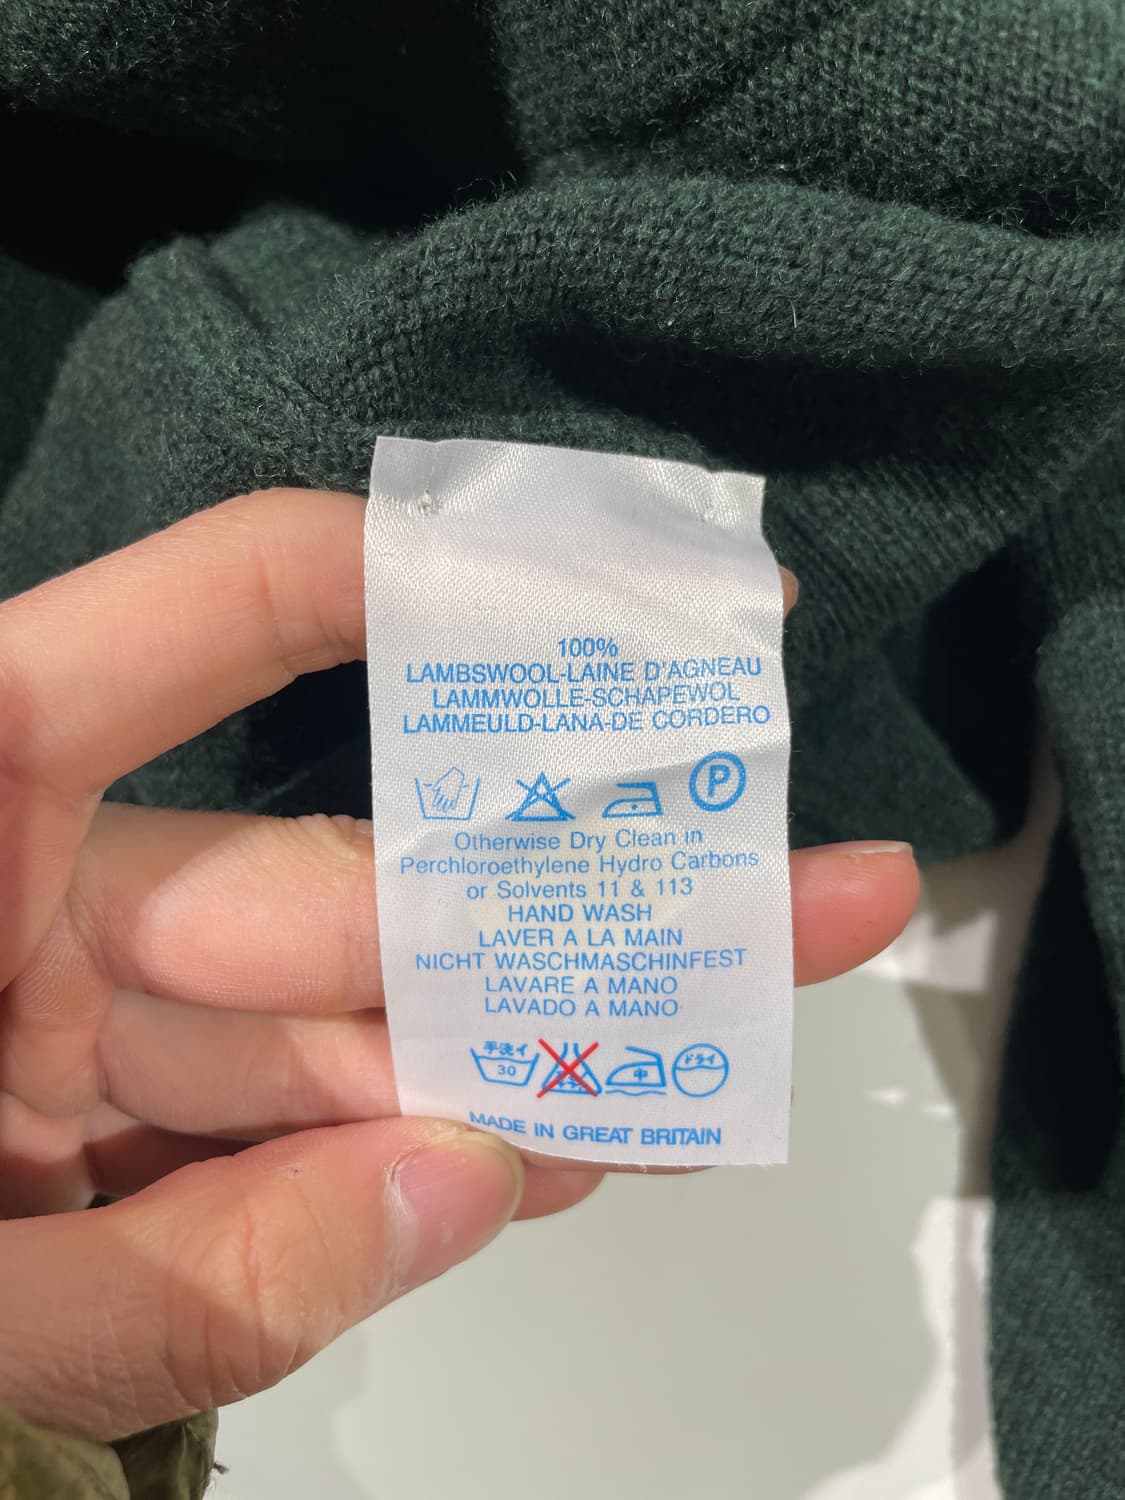 100%
LAMBSWOOL-LAINE D'AGNEAU
LAMMWOLLE-SCHAPEWOL
LAMMEULD-LANA-DE CORDERO
P
Otherwise Dry Clean in
Perchloroethylene Hydro Carbons
or Solvents 11 & 113
HAND WASH
LAVER A LA MAIN
NICHT WASCHMASCHINFEST
LAVARE A MANO
LAVADO A MANO
手洗イ 中 ドライ
30
MADE IN GREAT BRITAIN